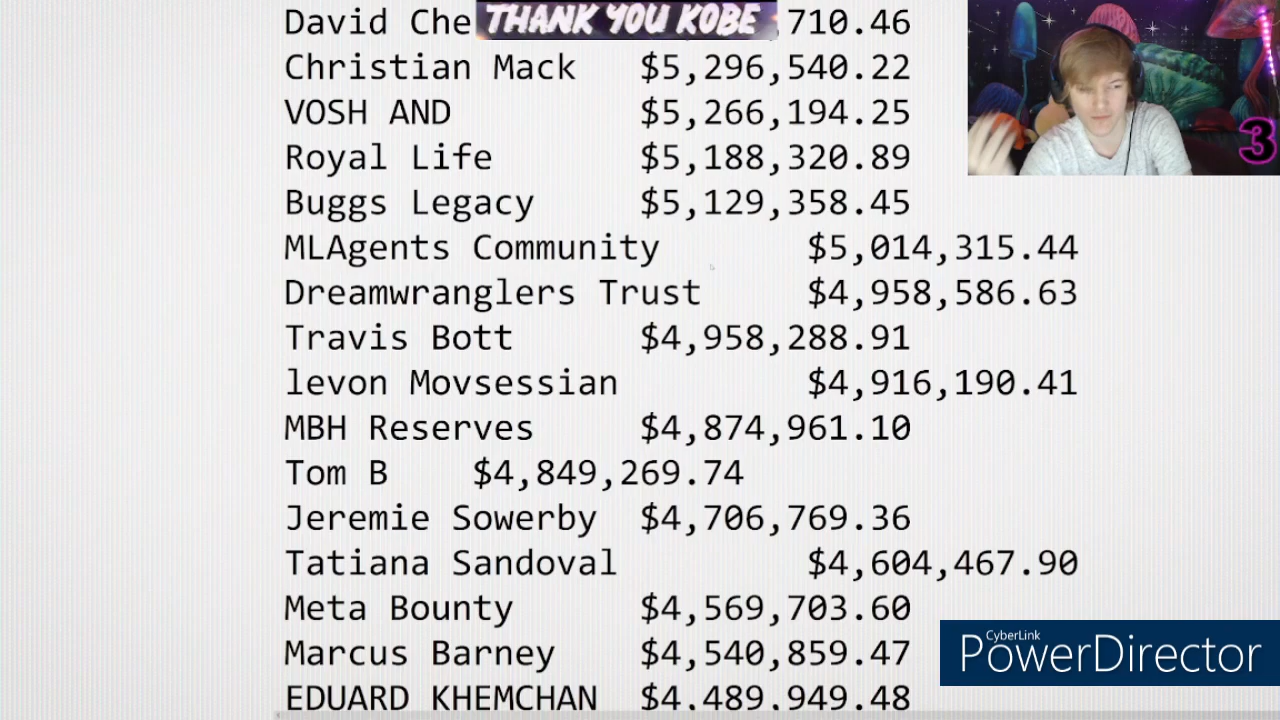 David Che THANK YOU KOBE ,710.46
Christian Mack $5,296,540.22
VOSH AND $5,266,194.25
Royal Life $5,188,320.89
Buggs Legacy $5,129,358.45
MLAgents Community $5,014,315.44
Dreamwranglers Trust $4,958,586.63
Travis Bott $4,958,288.91
levon Movsessian $4,916,190.41
MBH Reserves $4,874,961.10
Tom B $4,849,269.74
Jeremie Sowerby $4,706,769.36
Tatiana Sandoval $4,604,467.90
Meta Bounty $4,569,703.60
Marcus Barney $4,540,859.47
EDUARD KHEMCHAN $4,489,949.48
3
CyberLink
PowerDirector